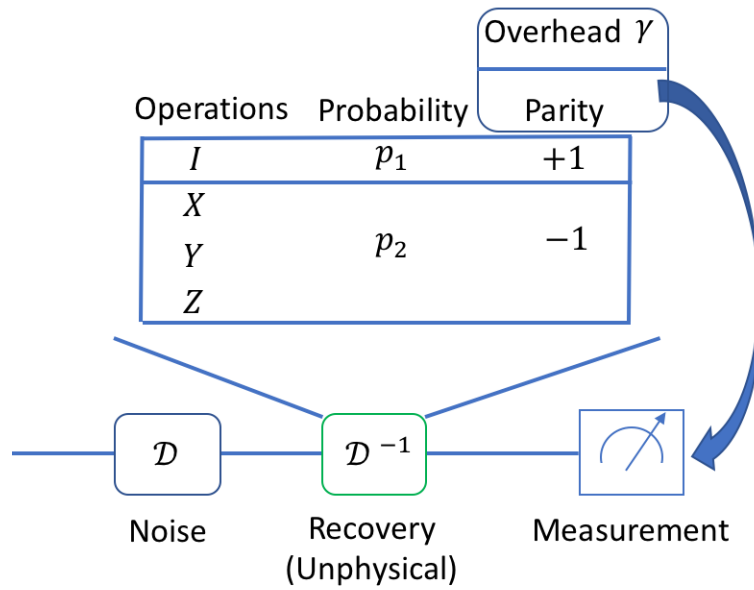 Overhead γ
Operations Probability Parity
I p₁ +1
X
Y p₂ −1
Z
𝒟 𝒟⁻¹
Noise Recovery Measurement
(Unphysical)